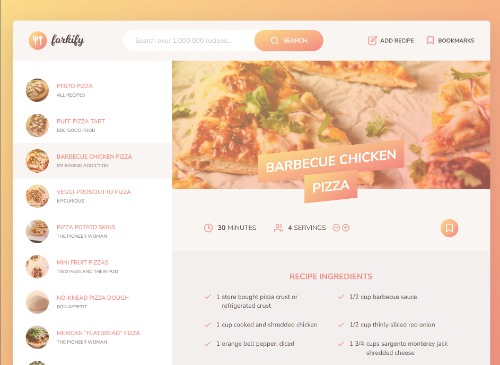 forkify
Search over 1,000,000 recipes...
SEARCH
ADD RECIPE
BOOKMARKS
PESTO PIZZA
ALL RECIPES
PUFF PIZZA TART
BBC GOOD FOOD
BARBECUE CHICKEN PIZZA
MY BAKING ADDICTION
VEGGI-PROSCIUTTO PIZZA
EPICURIOUS
PIZZA POTATO SKINS
THE PIONEER WOMAN
MINI FRUIT PIZZAS
TWO PEAS AND THEIR POD
NO-KNEAD PIZZA DOUGH
BON APPETIT
MEXICAN "FLATBREAD" PIZZA
THE PIONEER WOMAN
BARBECUE CHICKEN
PIZZA
30 MINUTES
4 SERVINGS
RECIPE INGREDIENTS
1 store bought pizza crust or
refrigerated crust
1/2 cup barbecue sauce
1 cup cooked and shredded chicken
1/2 cup thinly sliced red onion
1 orange bell pepper; diced
1 3/4 cups sargento monterey jack
shredded cheese